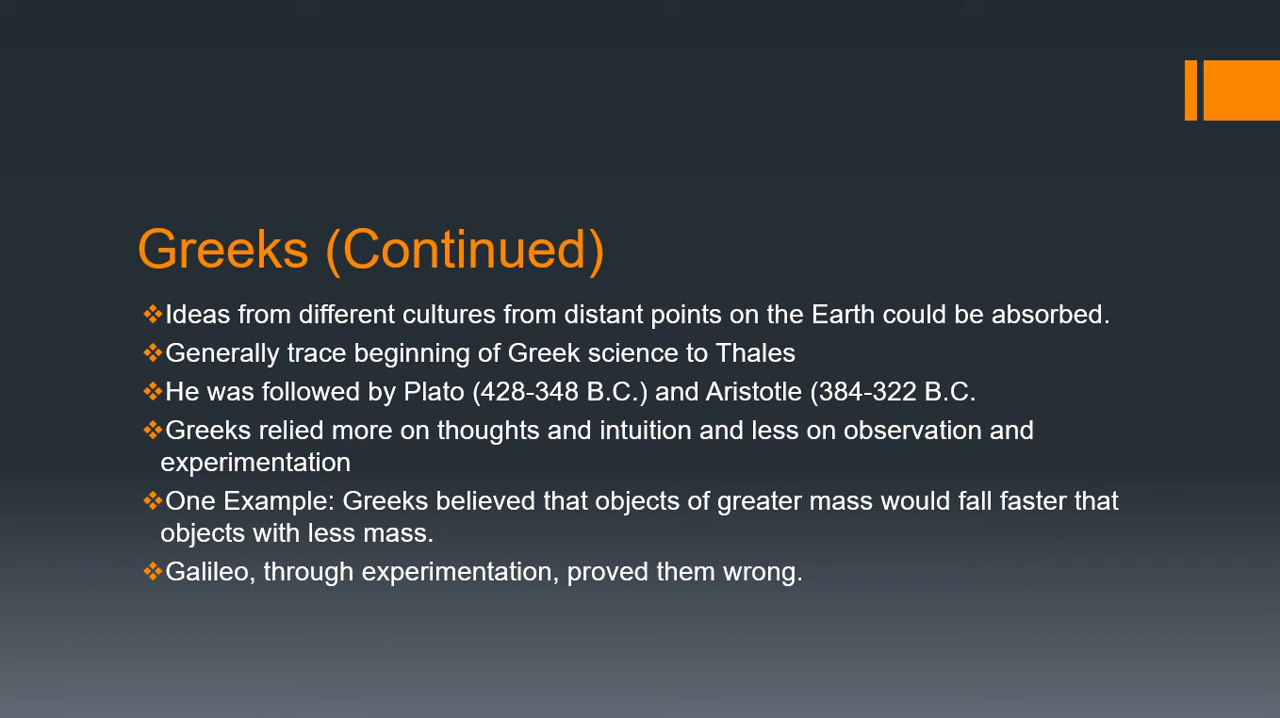 Greeks (Continued)
❖Ideas from different cultures from distant points on the Earth could be absorbed.
❖Generally trace beginning of Greek science to Thales
❖He was followed by Plato (428-348 B.C.) and Aristotle (384-322 B.C.
❖Greeks relied more on thoughts and intuition and less on observation and
experimentation
❖One Example: Greeks believed that objects of greater mass would fall faster that
objects with less mass.
❖Galileo, through experimentation, proved them wrong.